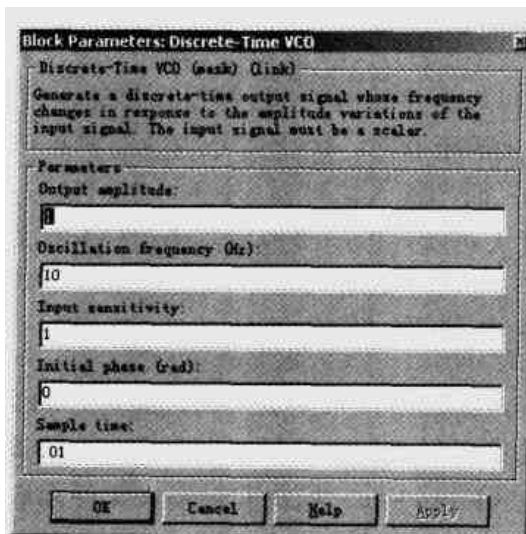 Block Parameters: Discrete-Time VCO
Discrete-Time VCO (mask) (link)
Generate a discrete-time output signal whose frequency
changes in response to the amplitude variations of the
input signal. The input signal must be a scalar.
Parameters
Output amplitude:
1
Oscillation frequency (Hz):
10
Input sensitivity:
1
Initial phase (rad):
0
Sample time:
.01
OK
Cancel
Help
Apply